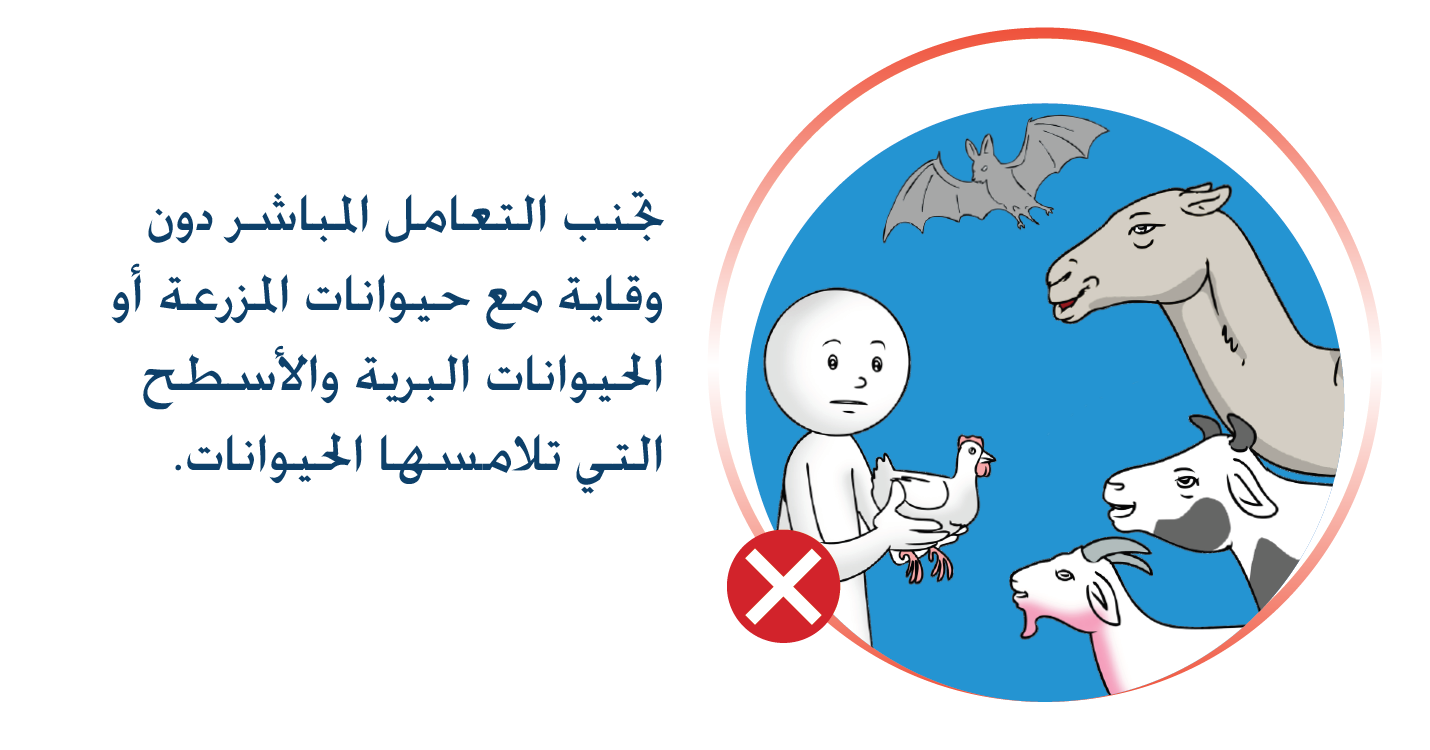 تجنب التعامل المباشر دون
وقاية مع حيوانات المزرعة أو
الحيوانات البرية والأسطح
التي تلامسها الحيوانات.